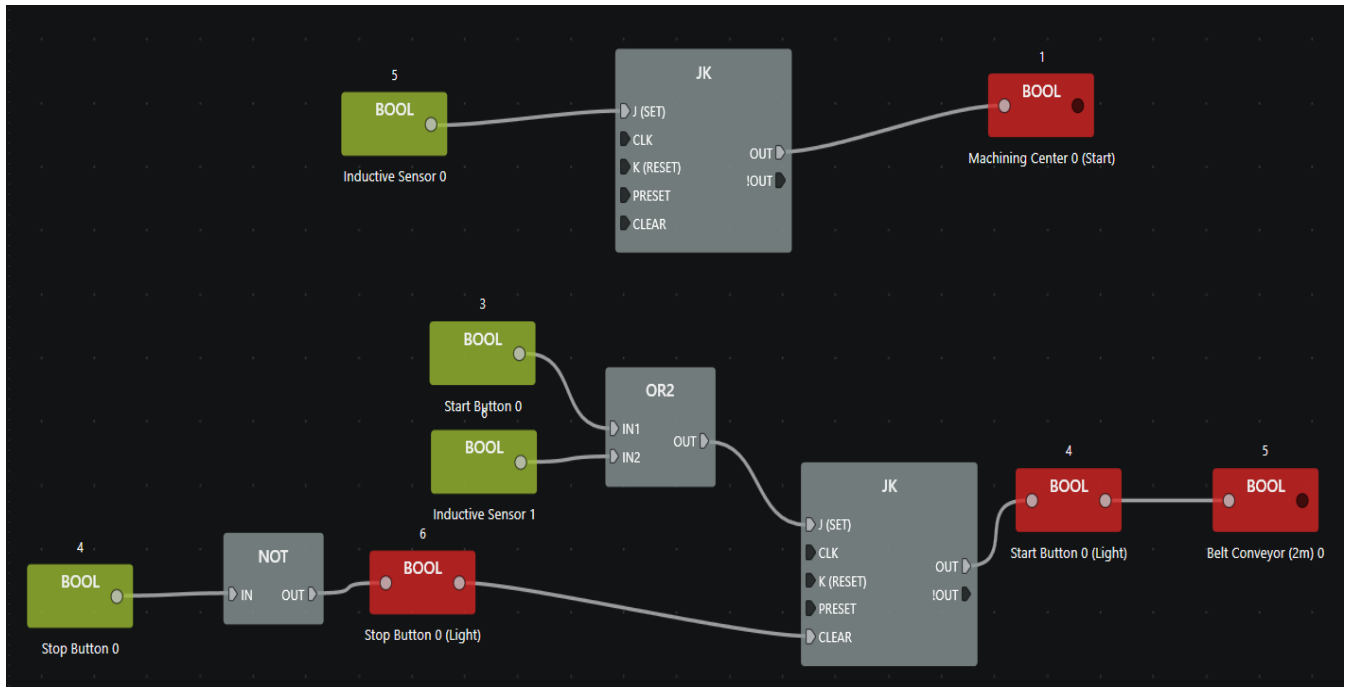 5
BOOL
Inductive Sensor 0
JK
J (SET)
CLK
K (RESET)
PRESET
CLEAR
OUT
!OUT
1
BOOL
Machining Center 0 (Start)
3
BOOL
Start Button 0
6
BOOL
Inductive Sensor 1
OR2
IN1
IN2
OUT
4
BOOL
Stop Button 0
NOT
IN OUT
6
BOOL
Stop Button 0 (Light)
JK
J (SET)
CLK
K (RESET)
PRESET
CLEAR
OUT
!OUT
4
BOOL
Start Button 0 (Light)
5
BOOL
Belt Conveyor (2m) 0